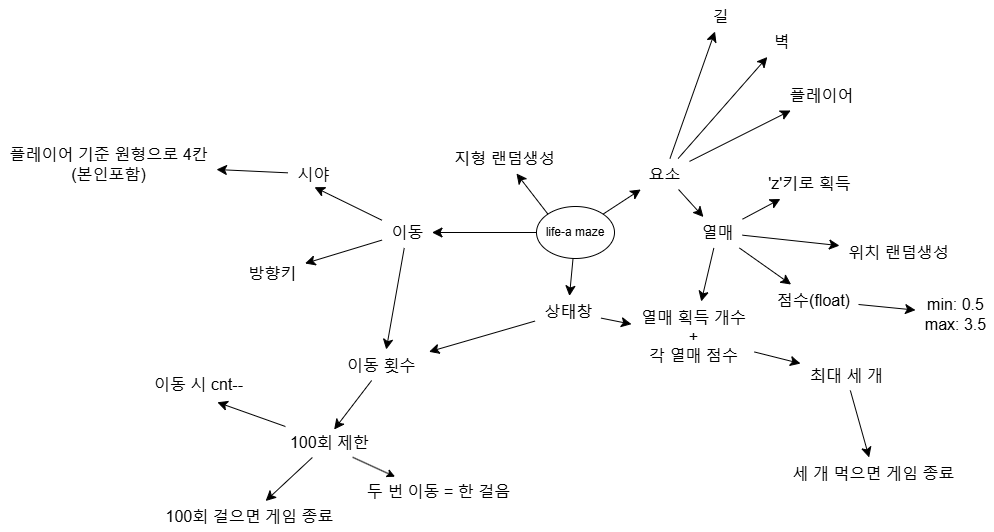 길
벽
플레이어
지형 랜덤생성
요소
플레이어 기준 원형으로 4칸
(본인포함)
시야
'z'키로 획득
이동
life-a maze
열매
위치 랜덤생성
방향키
상태창
점수(float)
min: 0.5
max: 3.5
열매 획득 개수
+
각 열매 점수
이동 횟수
최대 세 개
이동 시 cnt--
100회 제한
세 개 먹으면 게임 종료
두 번 이동 = 한 걸음
100회 걸으면 게임 종료